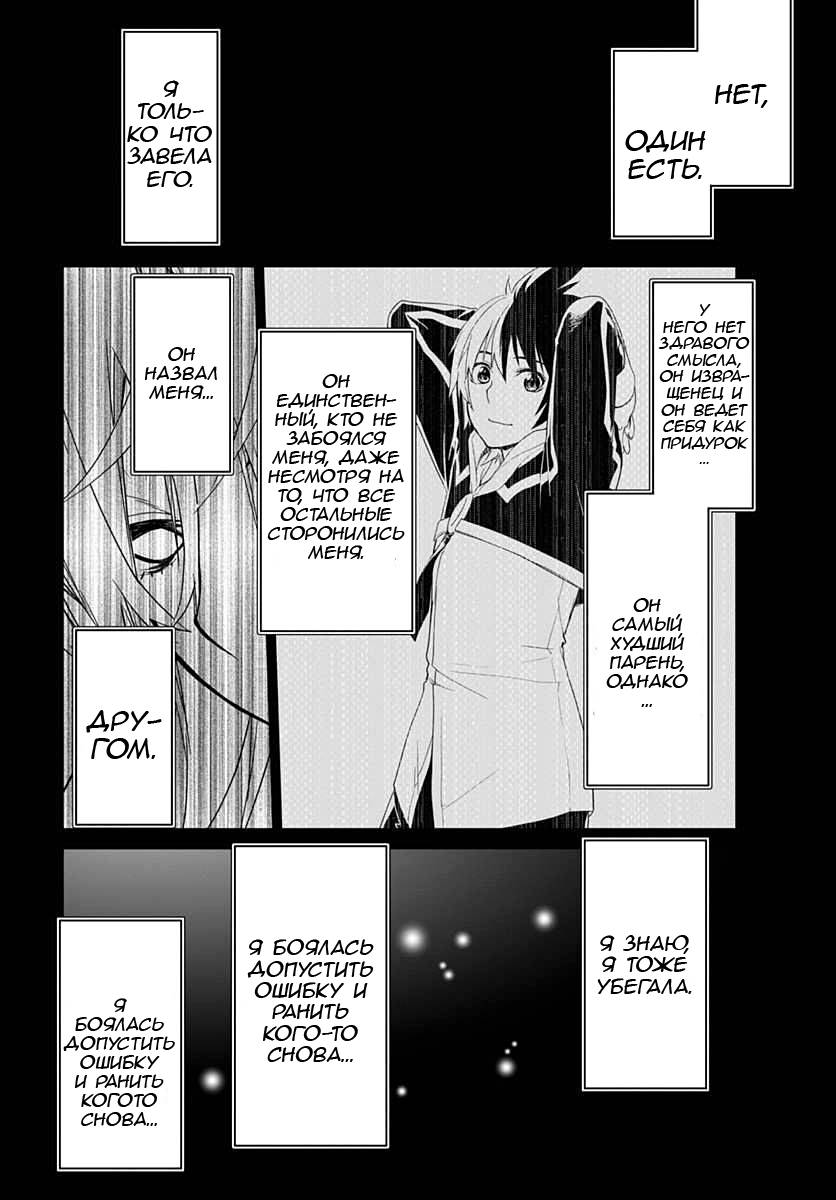 НЕТ,
ОДИН
ЕСТЬ.
Я
ТОЛЬ-
КО ЧТО
ЗАВЕЛА
ЕГО.
У
НЕГО НЕТ
ЗДРАВОГО
СМЫСЛА,
ОН ИЗВРА-
ЩЕНЕЦ И
ОН ВЕДЕТ
СЕБЯ КАК
ПРИДУРОК
...
ОН
САМЫЙ
ХУДШИЙ
ПАРЕНЬ,
ОДНАКО
...
ОН
ЕДИНСТВЕН-
НЫЙ, КТО НЕ
ЗАБОЯЛСЯ
МЕНЯ, ДАЖЕ
НЕСМОТРЯ НА
ТО, ЧТО ВСЕ
ОСТАЛЬНЫЕ
СТОРОНИЛИСЬ
МЕНЯ.
ОН
НАЗВАЛ
МЕНЯ...
ДРУ-
ГОМ.
Я ЗНАЮ,
Я ТОЖЕ
УБЕГАЛА.
Я БОЯЛАСЬ
ДОПУСТИТЬ
ОШИБКУ И
РАНИТЬ
КОГО-ТО
СНОВА...
Я
БОЯЛАСЬ
ДОПУСТИТЬ
ОШИБКУ
И РАНИТЬ
КОГОТО
СНОВА...